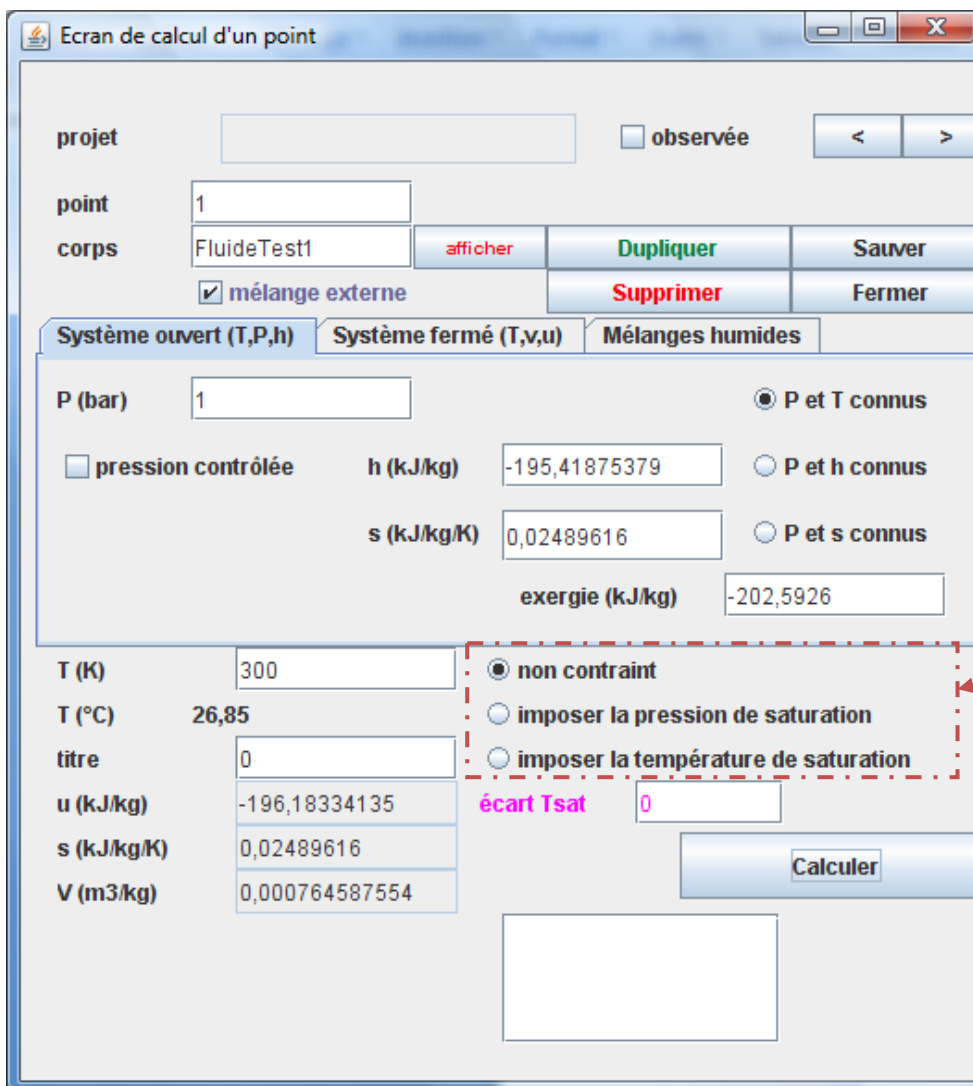 Ecran de calcul d'un point
projet observée < >
point 1
corps FluideTest1 afficher Dupliquer Sauver
mélange externe Supprimer Fermer
Système ouvert (T,P,h) Système fermé (T,v,u) Mélanges humides
P (bar) 1 P et T connus
pression contrôlée h (kJ/kg) -195,41875379 P et h connus
s (kJ/kg/K) 0,02489616 P et s connus
exergie (kJ/kg) -202,5926
T (K) 300 non contraint
T (°C) 26,85 imposer la pression de saturation
titre 0 imposer la température de saturation
u (kJ/kg) -196,18334135 écart Tsat 0
s (kJ/kg/K) 0,02489616
Calculer
V (m3/kg) 0,000764587554